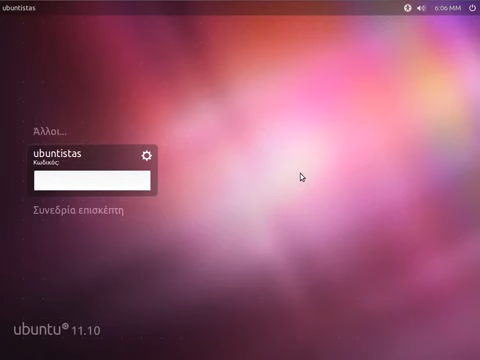 ubuntistas 6:06 ΜΜ
Άλλοι...
ubuntistas
Κωδικός:
Συνεδρία επισκέπτη
ubuntu® 11.10